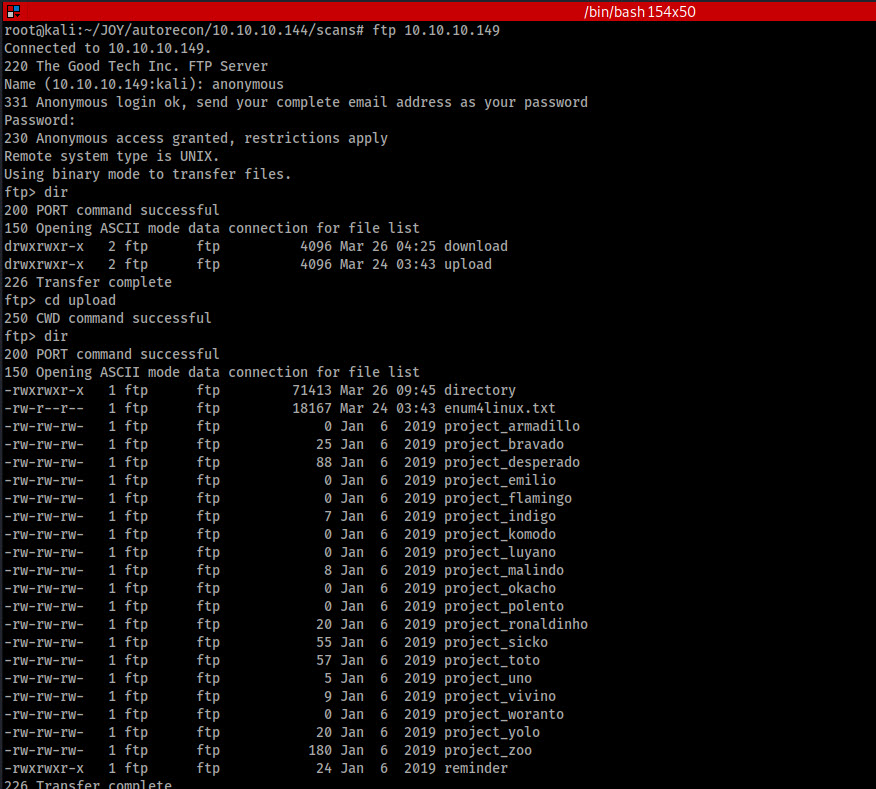 /bin/bash 154x50
root@kali:~/JOY/autorecon/10.10.10.144/scans# ftp 10.10.10.149
Connected to 10.10.10.149.
220 The Good Tech Inc. FTP Server
Name (10.10.10.149:kali): anonymous
331 Anonymous login ok, send your complete email address as your password
Password:
230 Anonymous access granted, restrictions apply
Remote system type is UNIX.
Using binary mode to transfer files.
ftp> dir
200 PORT command successful
150 Opening ASCII mode data connection for file list
drwxrwxr-x   2 ftp      ftp          4096 Mar 26 04:25 download
drwxrwxr-x   2 ftp      ftp          4096 Mar 24 03:43 upload
226 Transfer complete
ftp> cd upload
250 CWD command successful
ftp> dir
200 PORT command successful
150 Opening ASCII mode data connection for file list
-rwxrwxr-x   1 ftp      ftp         71413 Mar 26 09:45 directory
-rw-r--r--   1 ftp      ftp         18167 Mar 24 03:43 enum4linux.txt
-rw-rw-rw-   1 ftp      ftp             0 Jan  6  2019 project_armadillo
-rw-rw-rw-   1 ftp      ftp            25 Jan  6  2019 project_bravado
-rw-rw-rw-   1 ftp      ftp            88 Jan  6  2019 project_desperado
-rw-rw-rw-   1 ftp      ftp             0 Jan  6  2019 project_emilio
-rw-rw-rw-   1 ftp      ftp             0 Jan  6  2019 project_flamingo
-rw-rw-rw-   1 ftp      ftp             7 Jan  6  2019 project_indigo
-rw-rw-rw-   1 ftp      ftp             0 Jan  6  2019 project_komodo
-rw-rw-rw-   1 ftp      ftp             0 Jan  6  2019 project_luyano
-rw-rw-rw-   1 ftp      ftp             8 Jan  6  2019 project_malindo
-rw-rw-rw-   1 ftp      ftp             0 Jan  6  2019 project_okacho
-rw-rw-rw-   1 ftp      ftp             0 Jan  6  2019 project_polento
-rw-rw-rw-   1 ftp      ftp            20 Jan  6  2019 project_ronaldinho
-rw-rw-rw-   1 ftp      ftp            55 Jan  6  2019 project_sicko
-rw-rw-rw-   1 ftp      ftp            57 Jan  6  2019 project_toto
-rw-rw-rw-   1 ftp      ftp             5 Jan  6  2019 project_uno
-rw-rw-rw-   1 ftp      ftp             9 Jan  6  2019 project_vivino
-rw-rw-rw-   1 ftp      ftp             0 Jan  6  2019 project_woranto
-rw-rw-rw-   1 ftp      ftp            20 Jan  6  2019 project_yolo
-rw-rw-rw-   1 ftp      ftp           180 Jan  6  2019 project_zoo
-rwxrwxr-x   1 ftp      ftp            24 Jan  6  2019 reminder
226 Transfer complete